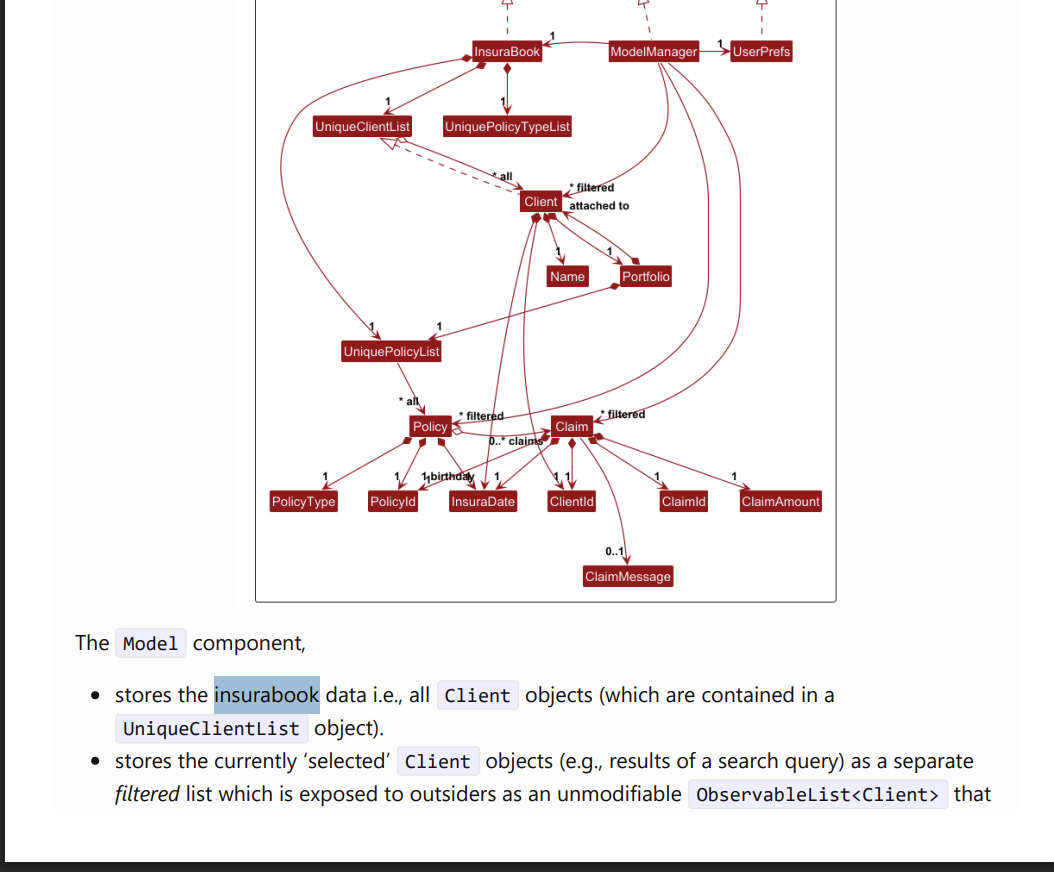 1
1
InsuraBook
ModelManager
UserPrefs
1
1
UniqueClientList
UniquePolicyTypeList
* all
* filtered
Client
attached to
1
1
Name
Portfolio
1
1
UniquePolicyList
* all
* filtered
* filtered
Policy
Claim
0..* claims
1
1
1
1
birthday
1
1
1
1
1
1
PolicyType
PolicyId
InsuraDate
ClientId
ClaimId
ClaimAmount
0..1
ClaimMessage
The Model component,
• stores the insurabook data i.e., all Client objects (which are contained in a
UniqueClientList object).
• stores the currently ‘selected’ Client objects (e.g., results of a search query) as a separate
filtered list which is exposed to outsiders as an unmodifiable ObservableList<Client> that